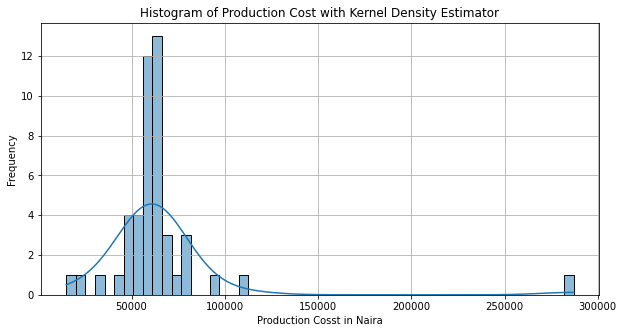 Histogram of Production Cost with Kernel Density Estimator
Frequency
12
10
8
6
4
2
0
50000 100000 150000 200000 250000 300000
Production Cosst in Naira